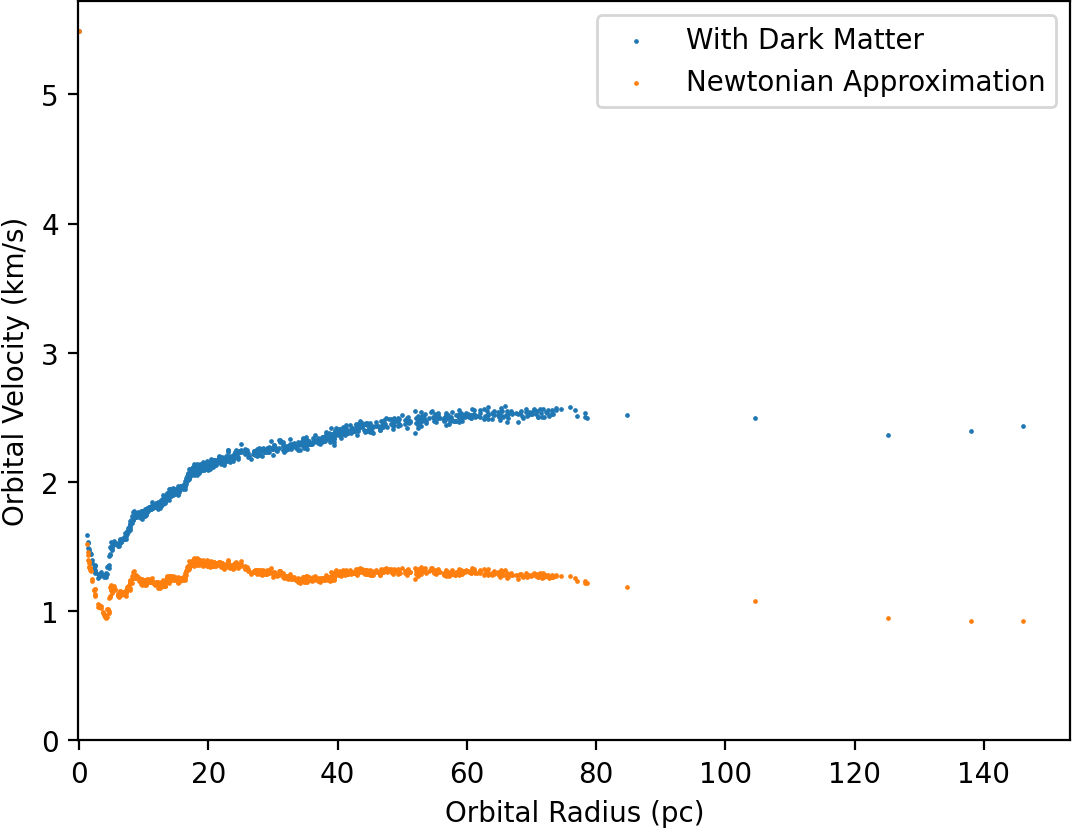 With Dark Matter
Newtonian Approximation
5
4
3
2
1
0
Orbital Velocity (km/s)
0 20 40 60 80 100 120 140
Orbital Radius (pc)